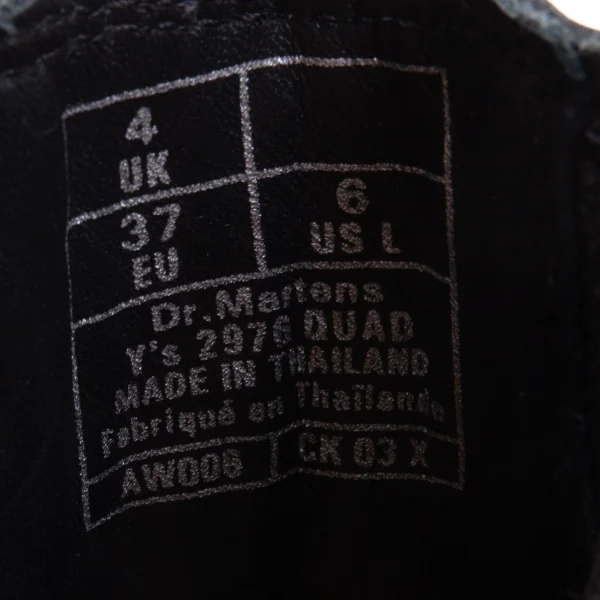 4
UK
37
EU
6
US L
Dr.Martens
Y's 2976 QUAD
MADE IN THAILAND
Fabriqué en Thaïlande
AW006
CK 03 X